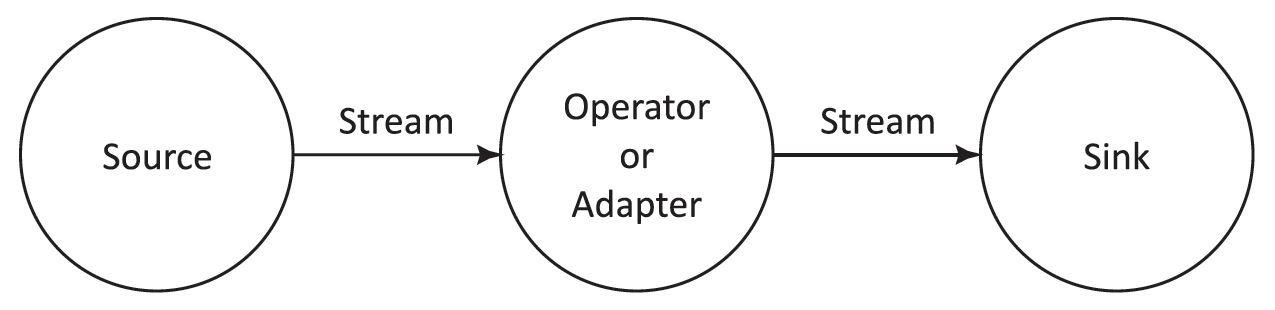 Source
Stream
Operator
or
Adapter
Stream
Sink